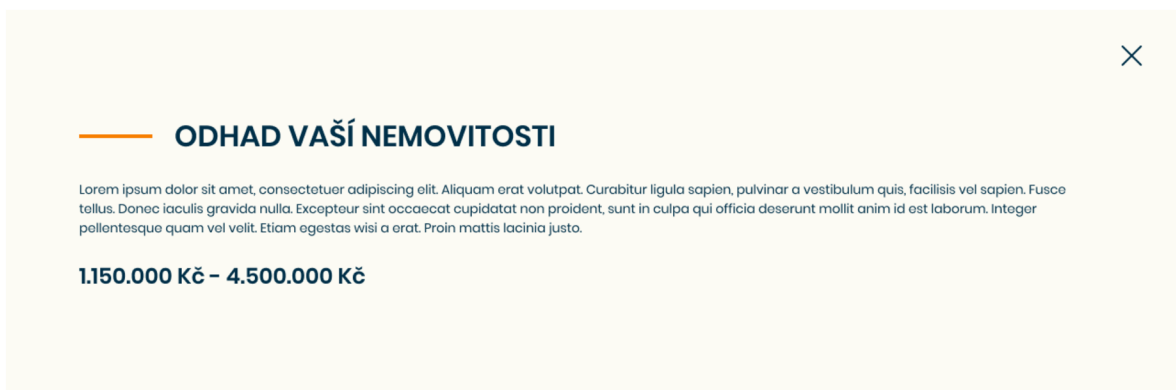 ODHAD VAŠÍ NEMOVITOSTI
Lorem ipsum dolor sit amet, consectetuer adipiscing elit. Aliquam erat volutpat. Curabitur ligula sapien, pulvinar a vestibulum quis, facilisis vel sapien. Fusce
tellus. Donec iaculis gravida nulla. Excepteur sint occaecat cupidatat non proident, sunt in culpa qui officia deserunt mollit anim id est laborum. Integer
pellentesque quam vel velit. Etiam egestas wisi a erat. Proin mattis lacinia justo.
1.150.000 Kč – 4.500.000 Kč